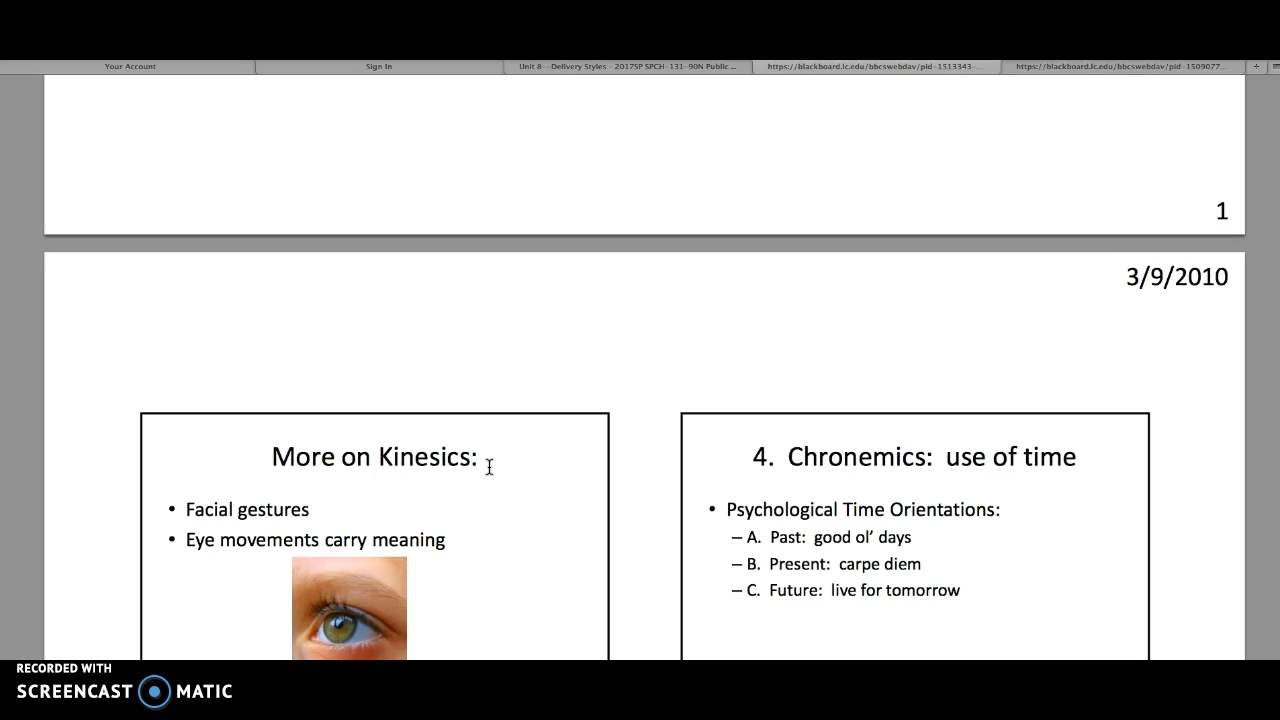 Your Account
Sign In
Unit 8 - Delivery Styles - 2017SP SPCH-131-90N Public ...
https://blackboard.lc.edu/bbcswebdav/pid-1513343-...
https://blackboard.lc.edu/bbcswebdav/pid-1509077...
+
1
3/9/2010
More on Kinesics:
• Facial gestures
• Eye movements carry meaning
4. Chronemics: use of time
• Psychological Time Orientations:
– A. Past: good ol’ days
– B. Present: carpe diem
– C. Future: live for tomorrow
RECORDED WITH
SCREENCAST MATIC